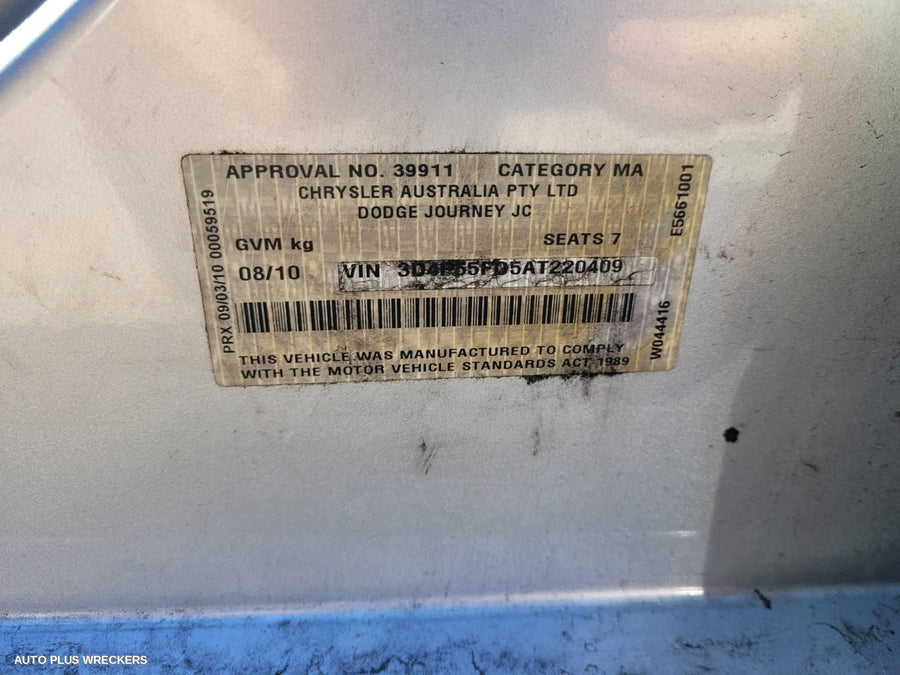 APPROVAL NO. 39911 CATEGORY MA
CHRYSLER AUSTRALIA PTY LTD
DODGE JOURNEY JC
GVM kg SEATS 7
08/10 VIN
THIS VEHICLE WAS MANUFACTURED TO COMPLY
WITH THE MOTOR VEHICLE STANDARDS ACT 1989
PRX 09/03/10 00059519
E5661001
W044416
AUTO PLUS WRECKERS